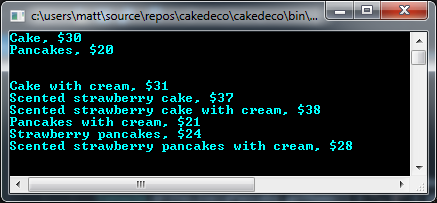 c:\users\matt\source\repos\cakedeco\cakedeco\bin\...
Cake, $30
Pancakes, $20
Cake with cream, $31
Scented strawberry cake, $37
Scented strawberry cake with cream, $38
Pancakes with cream, $21
Strawberry pancakes, $24
Scented strawberry pancakes with cream, $28